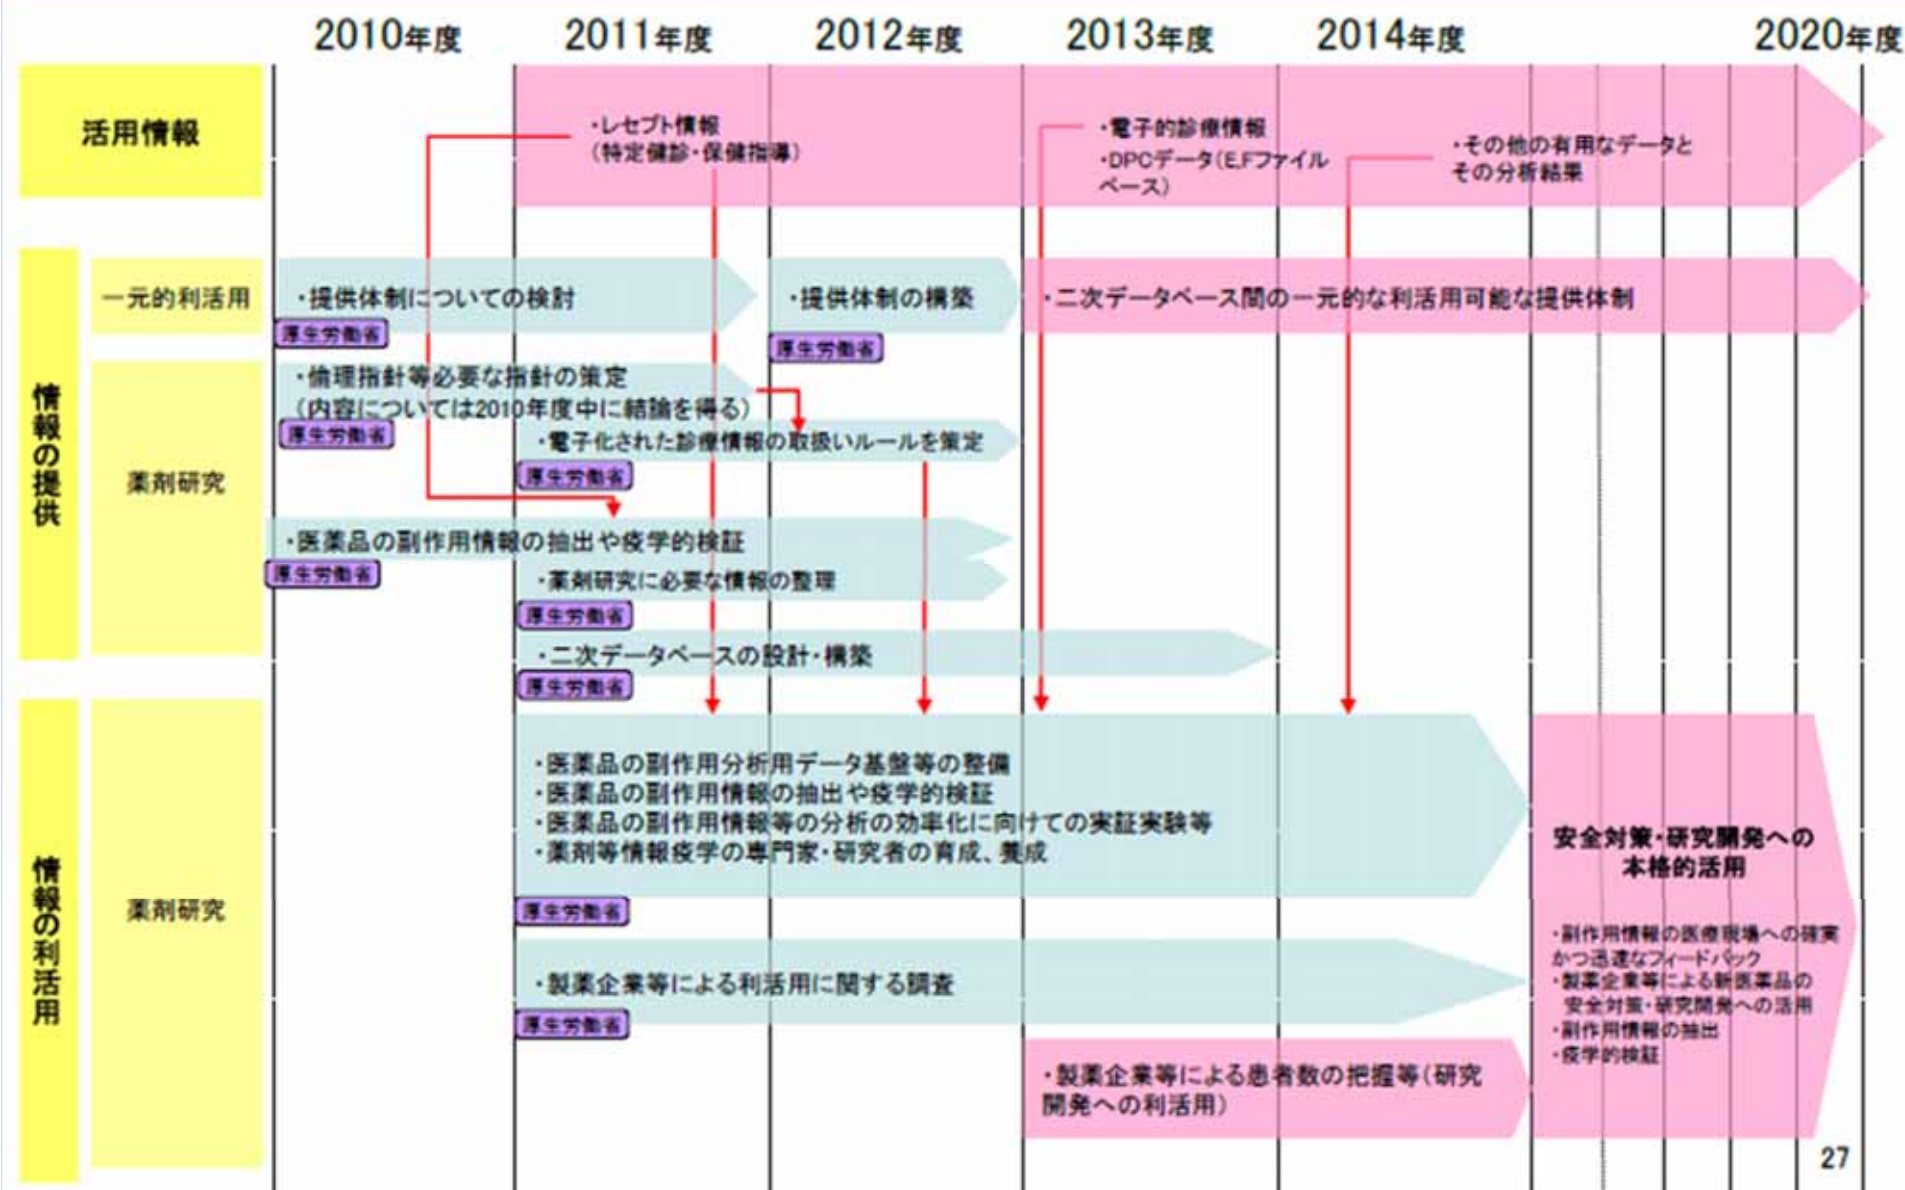 2010年度
2011年度
2012年度
2013年度
2014年度
2020年度
活用情報
・レセプト情報
（特定健診・保健指導）
・電子的診療情報
・DPCデータ（E,Fファイル
ベース）
・その他の有用なデータと
その分析結果
情報の提供
一元的利活用
・提供体制についての検討
厚生労働省
・提供体制の構築
厚生労働省
・二次データベース間の一元的な利活用可能な提供体制
薬剤研究
・倫理指針等必要な指針の策定
（内容については2010年度中に結論を得る）
厚生労働省
・電子化された診療情報の取扱いルールを策定
厚生労働省
・医薬品の副作用情報の抽出や疫学的検証
厚生労働省
・薬剤研究に必要な情報の整理
厚生労働省
・二次データベースの設計・構築
厚生労働省
情報の利活用
薬剤研究
・医薬品の副作用分析用データ基盤等の整備
・医薬品の副作用情報の抽出や疫学的検証
・医薬品の副作用情報等の分析の効率化に向けての実証実験等
・薬剤等情報疫学の専門家・研究者の育成、養成
厚生労働省
・製薬企業等による利活用に関する調査
厚生労働省
・製薬企業等による患者数の把握等（研究
開発への利活用）
安全対策・研究開発への
本格的活用
・副作用情報の医療現場への確実
かつ迅速なフィードバック
・製薬企業等による新医薬品の
安全対策・研究開発への活用
・副作用情報の抽出
・疫学的検証
27